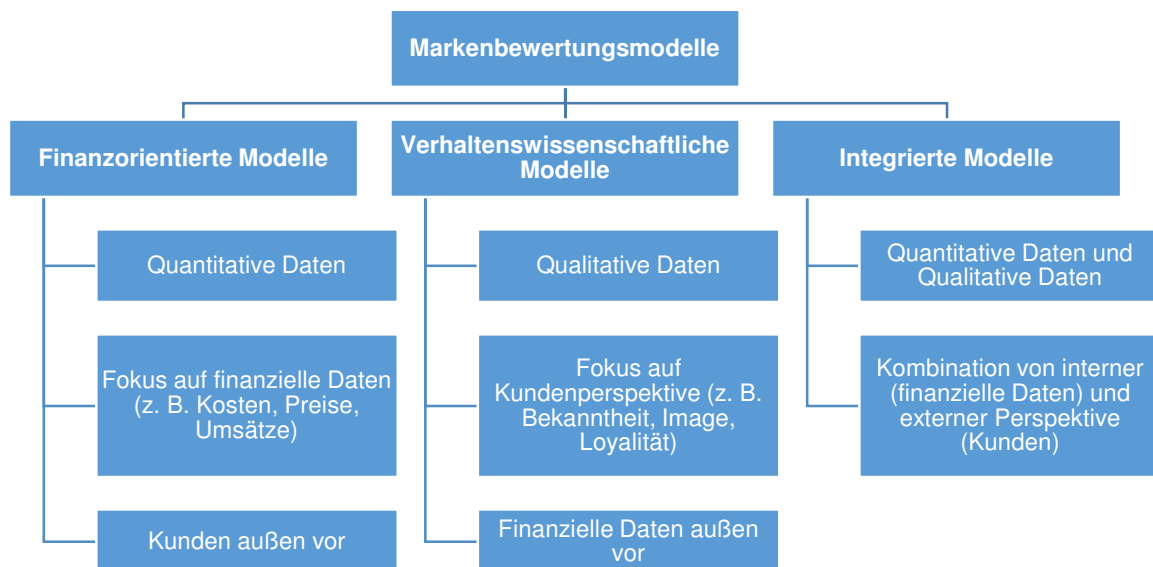 Markenbewertungsmodelle
Finanzorientierte Modelle
Verhaltenswissenschaftliche
Modelle
Integrierte Modelle
Quantitative Daten
Fokus auf finanzielle Daten
(z. B. Kosten, Preise,
Umsätze)
Kunden außen vor
Qualitative Daten
Fokus auf
Kundenperspektive (z. B.
Bekanntheit, Image,
Loyalität)
Finanzielle Daten außen
vor
Quantitative Daten und
Qualitative Daten
Kombination von interner
(finanzielle Daten) und
externer Perspektive
(Kunden)